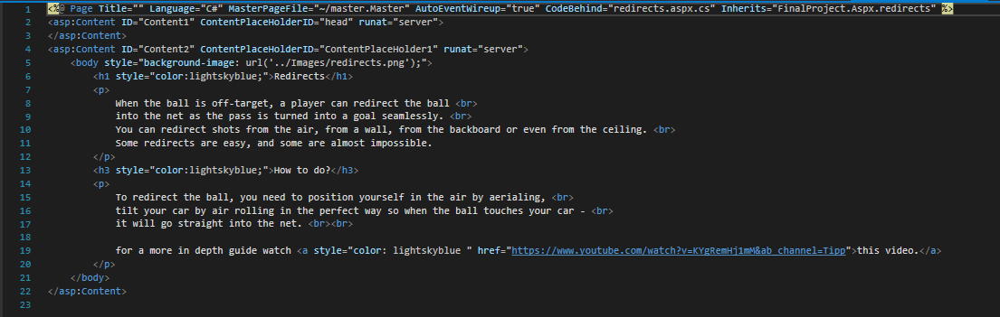 1 <%@ Page Title="" Language="C#" MasterPageFile="~/master.Master" AutoEventWireup="true" CodeBehind="redirects.aspx.cs" Inherits="FinalProject.Aspx.redirects" %>
2 <asp:Content ID="Content1" ContentPlaceHolderID="head" runat="server">
3 </asp:Content>
4 <asp:Content ID="Content2" ContentPlaceHolderID="ContentPlaceHolder1" runat="server">
5 <body style="background-image: url('../Images/redirects.png');">
6 <h1 style="color:lightskyblue;">Redirects</h1>
7 <p>
8 When the ball is off-target, a player can redirect the ball <br>
9 into the net as the pass is turned into a goal seamlessly. <br>
10 You can redirect shots from the air, from a wall, from the backboard or even from the ceiling. <br>
11 Some redirects are easy, and some are almost impossible.
12 </p>
13 <h3 style="color:lightskyblue;">How to do?</h3>
14 <p>
15 To redirect the ball, you need to position yourself in the air by aerialing, <br>
16 tilt your car by air rolling in the perfect way so when the ball touches your car - <br>
17 it will go straight into the net. <br><br>
18
19 for a more in depth guide watch <a style="color: lightskyblue " href="https://www.youtube.com/watch?v=KYgRemHj1mM&ab_channel=Tipp">this video.</a>
20 </p>
21 </body>
22 </asp:Content>
23